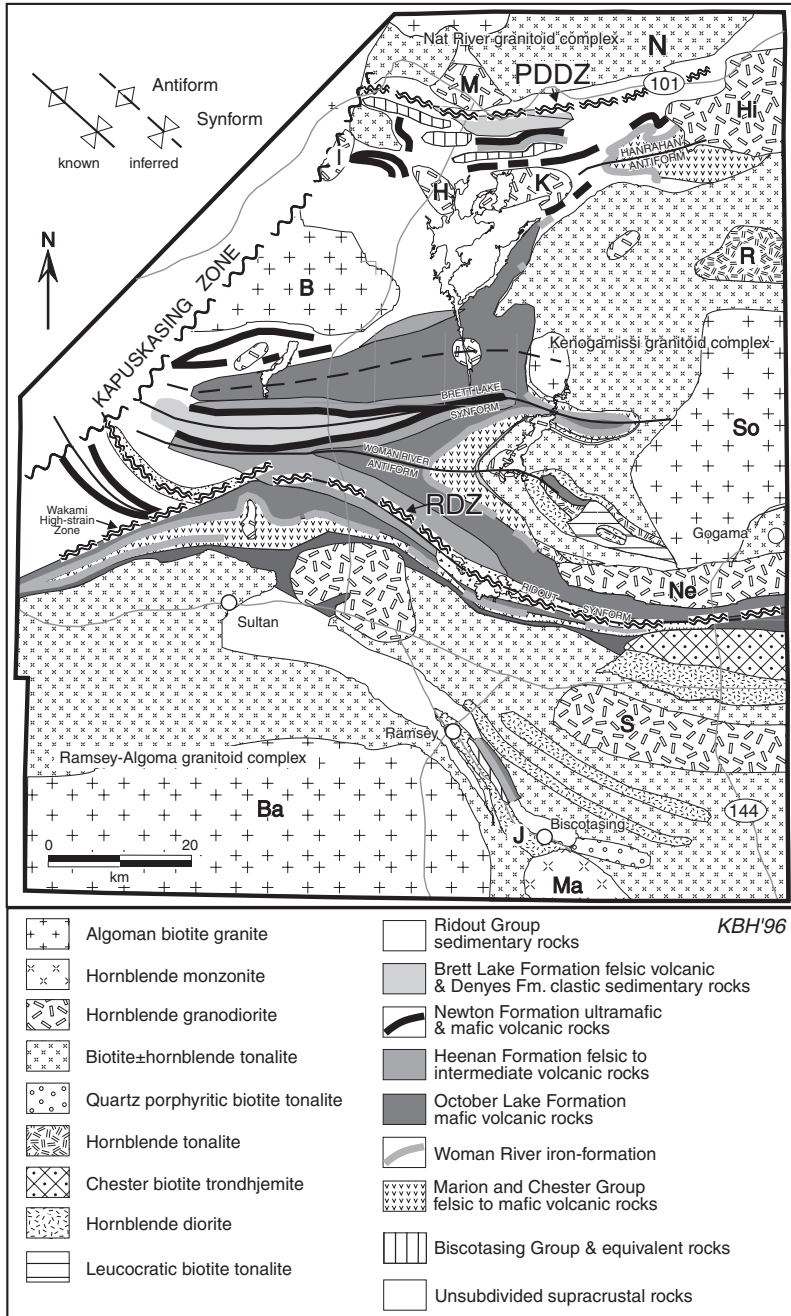 Nat River granitoid complex
N
Antiform
Synform
known
inferred
M
PDDZ
101
Hi
HANRAHAN
ANTIFORM
I
H
K
N
KAPUSKASING ZONE
B
R
Kenogamissi granitoid complex
BRETT LAKE
SYNFORM
So
WOMAN RIVER
ANTIFORM
RDZ
Wakami
High-strain
Zone
Gogama
Ne
RIDOUT SYNFORM
Sultan
Ramsey
S
Ramsey-Algoma granitoid complex
Ba
144
J
Biscotasing
0 20
km
Ma
Algoman biotite granite
Hornblende monzonite
Hornblende granodiorite
Biotite±hornblende tonalite
Quartz porphyritic biotite tonalite
Hornblende tonalite
Chester biotite trondhjemite
Hornblende diorite
Leucocratic biotite tonalite
KBH'96
Ridout Group
sedimentary rocks
Brett Lake Formation felsic volcanic
& Denyes Fm. clastic sedimentary rocks
Newton Formation ultramafic
& mafic volcanic rocks
Heenan Formation felsic to
intermediate volcanic rocks
October Lake Formation
mafic volcanic rocks
Woman River iron-formation
Marion and Chester Group
felsic to mafic volcanic rocks
Biscotasing Group & equivalent rocks
Unsubdivided supracrustal rocks